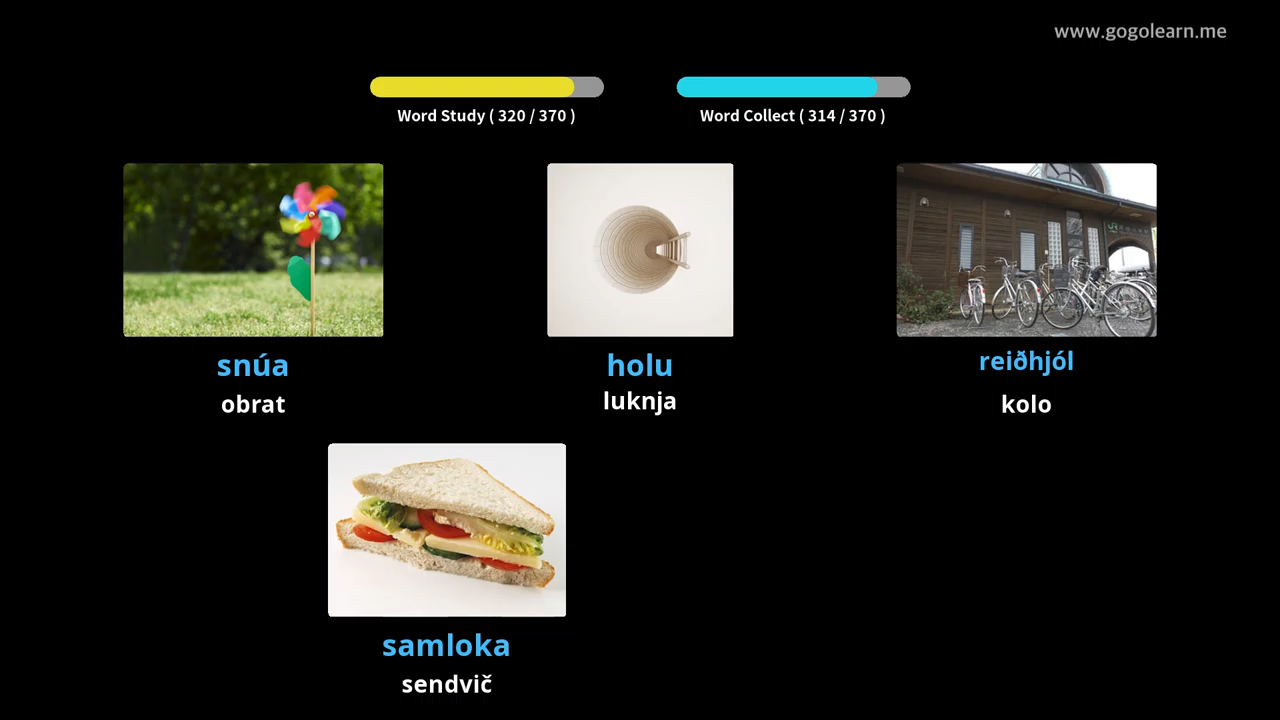 www.gogolearn.me
Word Study ( 320 / 370 )
Word Collect ( 314 / 370 )
snúa
obrat
holu
luknja
reiðhjól
kolo
samloka
sendvič